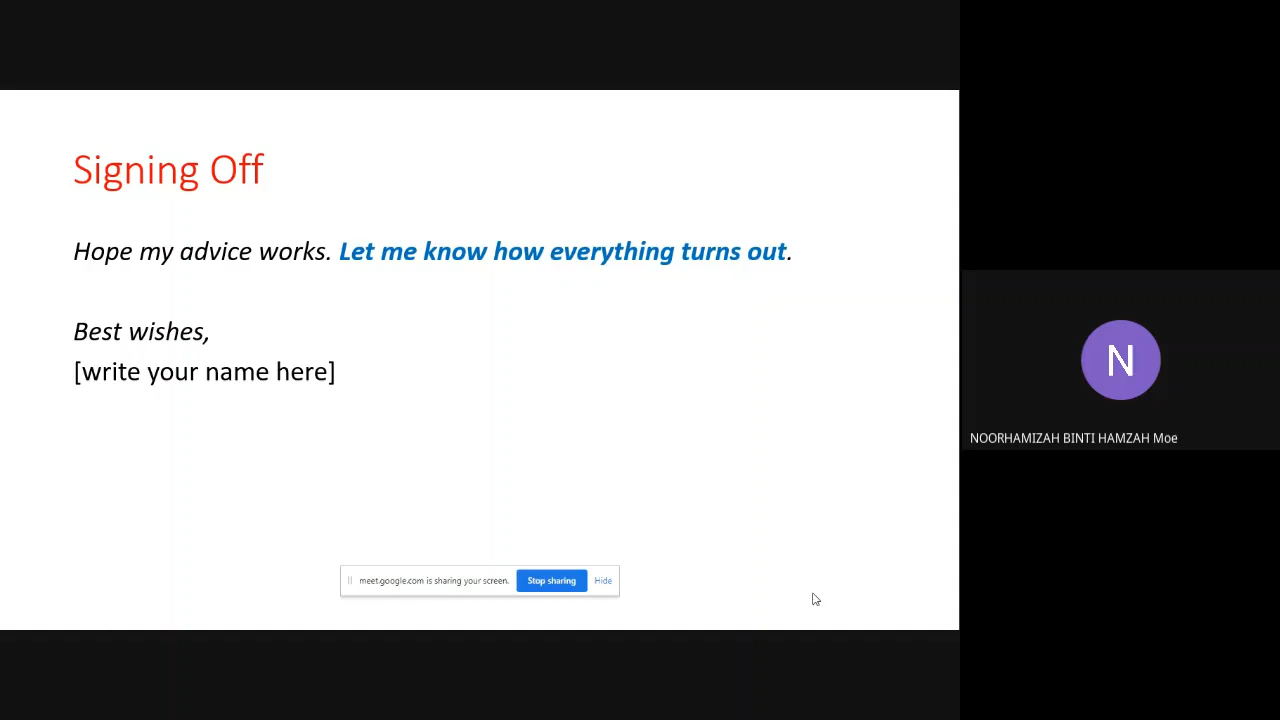 Signing Off
Hope my advice works. Let me know how everything turns out.
Best wishes,
[write your name here]
meet.google.com is sharing your screen. Stop sharing Hide
N
NOORHAMIZAH BINTI HAMZAH Moe